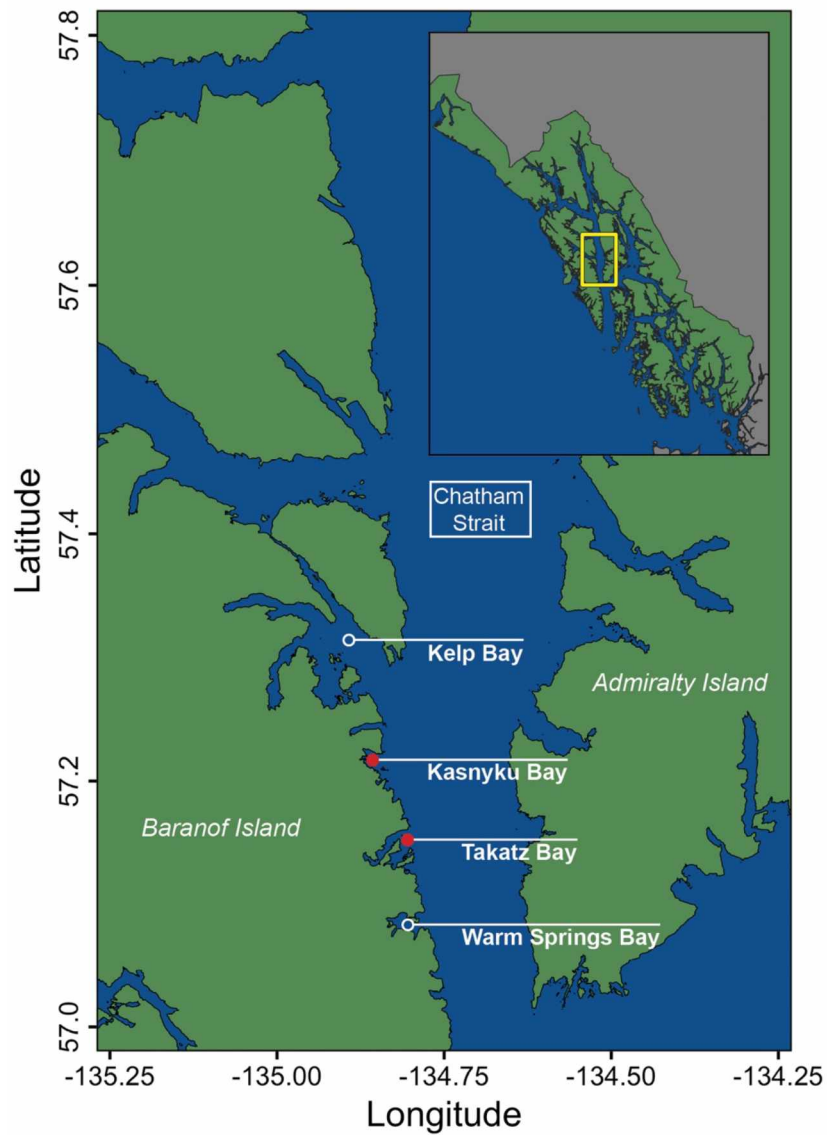 57.8
57.6
57.4
57.2
57.0
Latitude
Chatham
Strait
Kelp Bay
Admiralty Island
Kasnyku Bay
Baranof Island
Takatz Bay
Warm Springs Bay
-135.25
-135.00
-134.75
-134.50
-134.25
Longitude